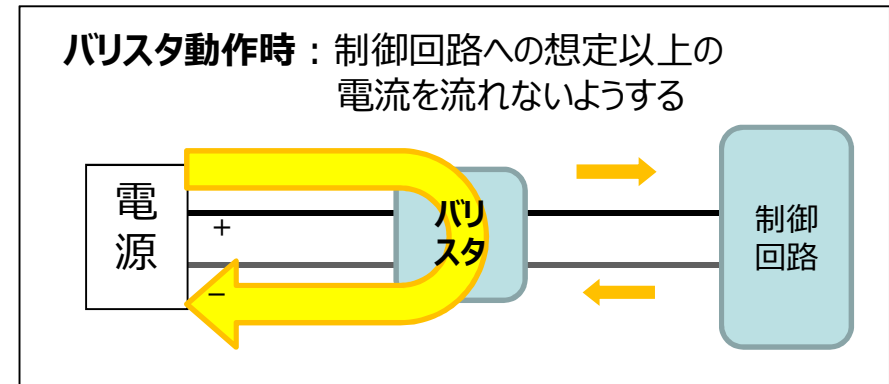 バリスタ動作時：制御回路への想定以上の
電流を流れないようする
電
源
+
−
バリ
スタ
制御
回路